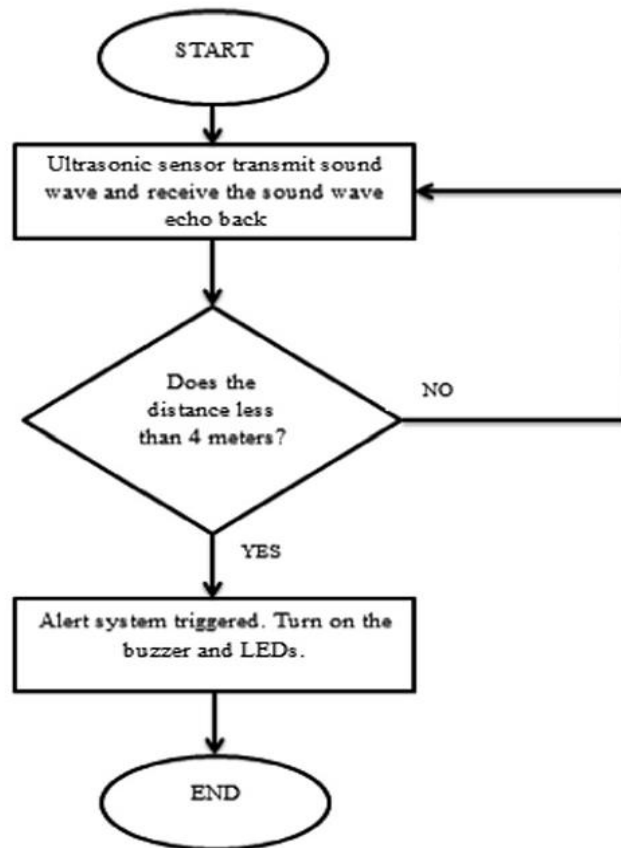 START
Ultrasonic sensor transmit sound
wave and receive the sound wave
echo back
Does the
distance less
than 4 meters?
NO
YES
Alert system triggered. Turn on the
buzzer and LEDs.
END